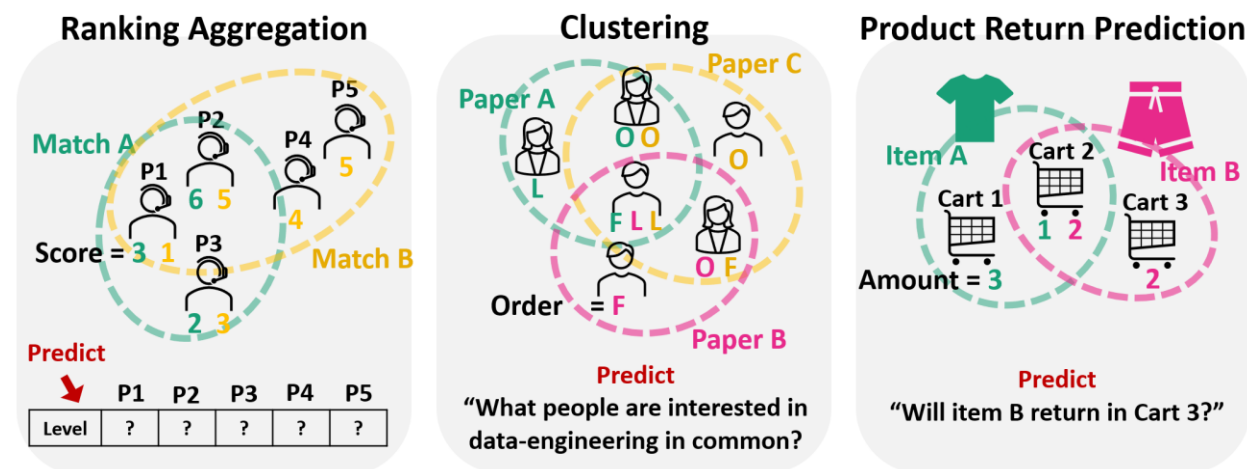 Ranking Aggregation
P5
P2
P4
Match A
P1
5
6 5
4
P3
Score = 3 1
Match B
2 3
Predict
P1 P2 P3 P4 P5
Level ? ? ? ? ?
Clustering
Paper C
Paper A
O O
O
L
F L L
O F
Order = F
Paper B
Predict
“What people are interested in
data-engineering in common?
Product Return Prediction
Item A
Cart 2
Item B
Cart 1
Cart 3
1 2
Amount = 3
2
Predict
“Will item B return in Cart 3?”